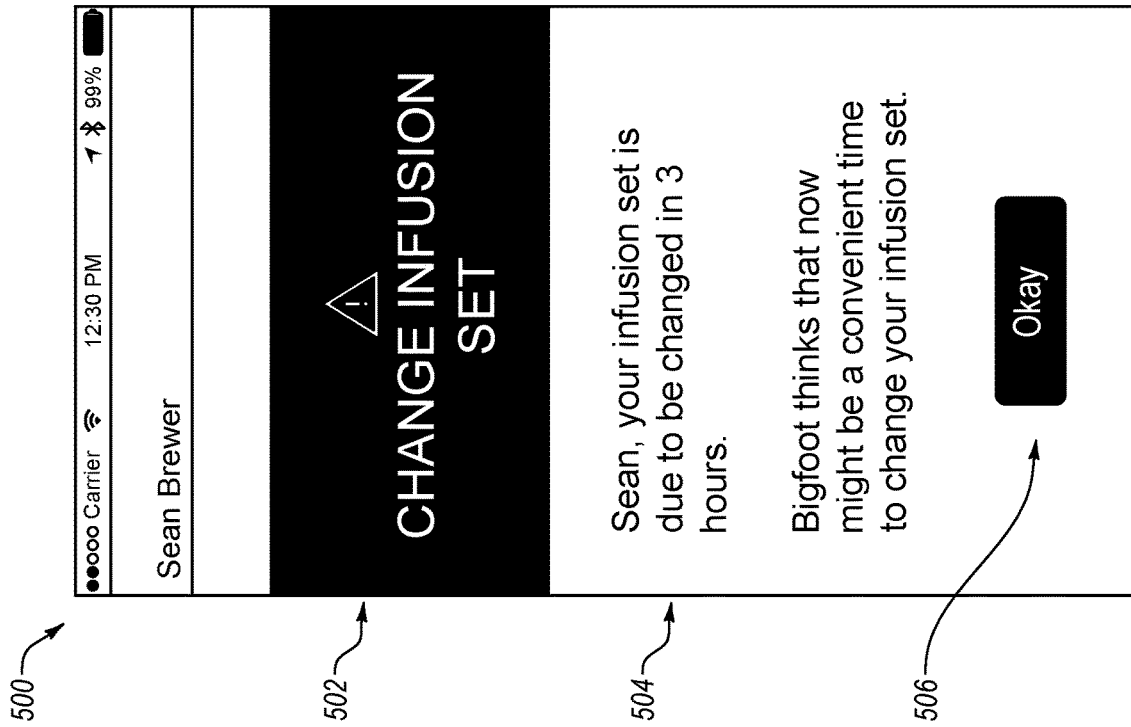 500
●●○○○ Carrier 12:30 PM 99%
Sean Brewer
502
CHANGE INFUSION
SET
504
Sean, your infusion set is
due to be changed in 3
hours.
Bigfoot thinks that now
might be a convenient time
to change your infusion set.
506
Okay